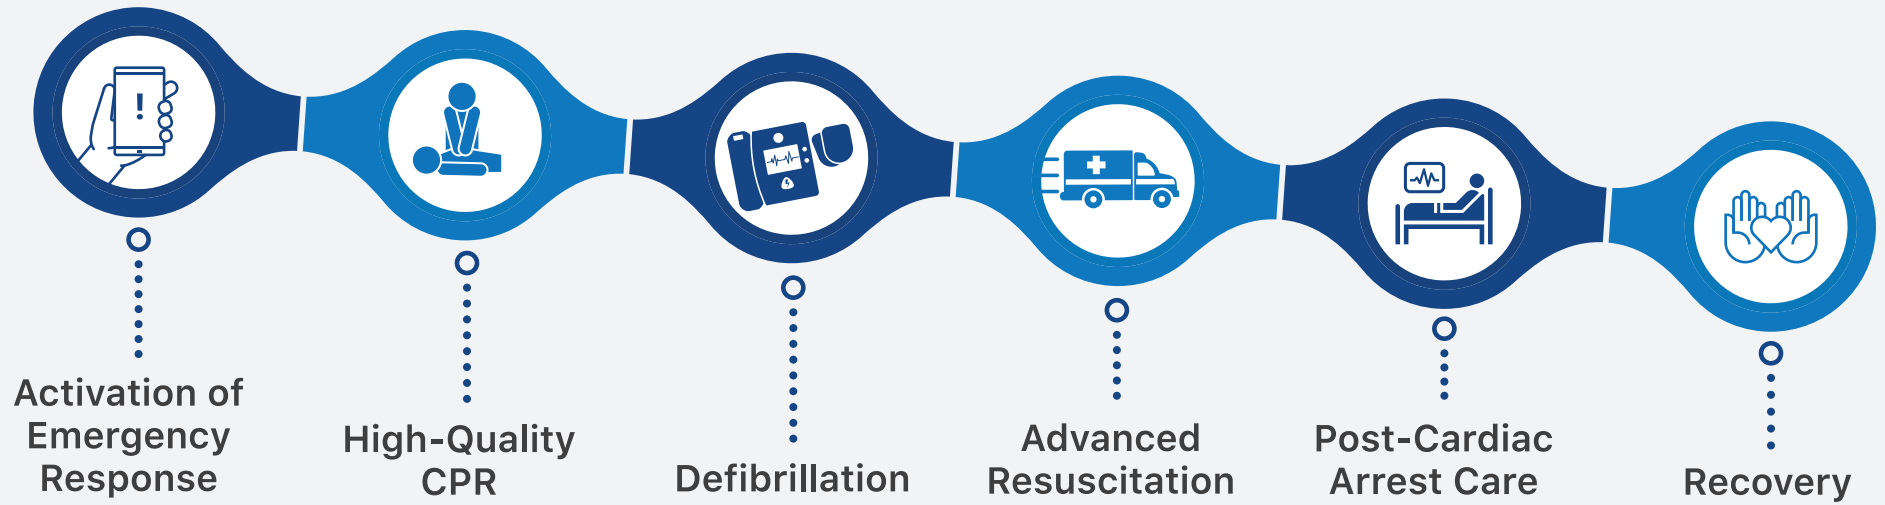 !
Activation of
Emergency
Response
High-Quality
CPR
Defibrillation
Advanced
Resuscitation
Post-Cardiac
Arrest Care
Recovery